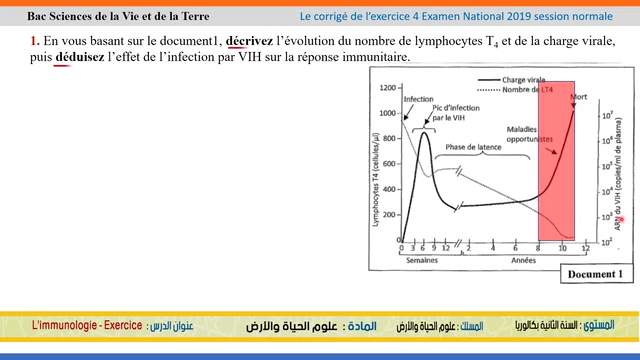 Bac Sciences de la Vie et de la Terre
Le corrigé de l'exercice 4 Examen National 2019 session normale
1. En vous basant sur le document1, décrivez l'évolution du nombre de lymphocytes T4 et de la charge virale,
puis déduisez l'effet de l'infection par VIH sur la réponse immunitaire.
Charge virale
Nombre de LT4
Mort
Infection
Pic d'infection
par le VIH
Maladies
opportunistes
Phase de latence
Lymphocytes T4 (cellules/µl)
1200
1000
800
600
400
200
0
ARN du VIH (copies/ml de plasma)
10⁷
10⁶
10⁵
10⁴
10³
10²
0 3 6 9 12 2 4 6 8 10 12
Semaines
Années
Document 1
المستوى : السنة الثانية بكالوريا
المسلك : علوم الحياة والأرض
المادة : علوم الحياة والأرض
عنوان الدرس : L'immunologie - Exercice